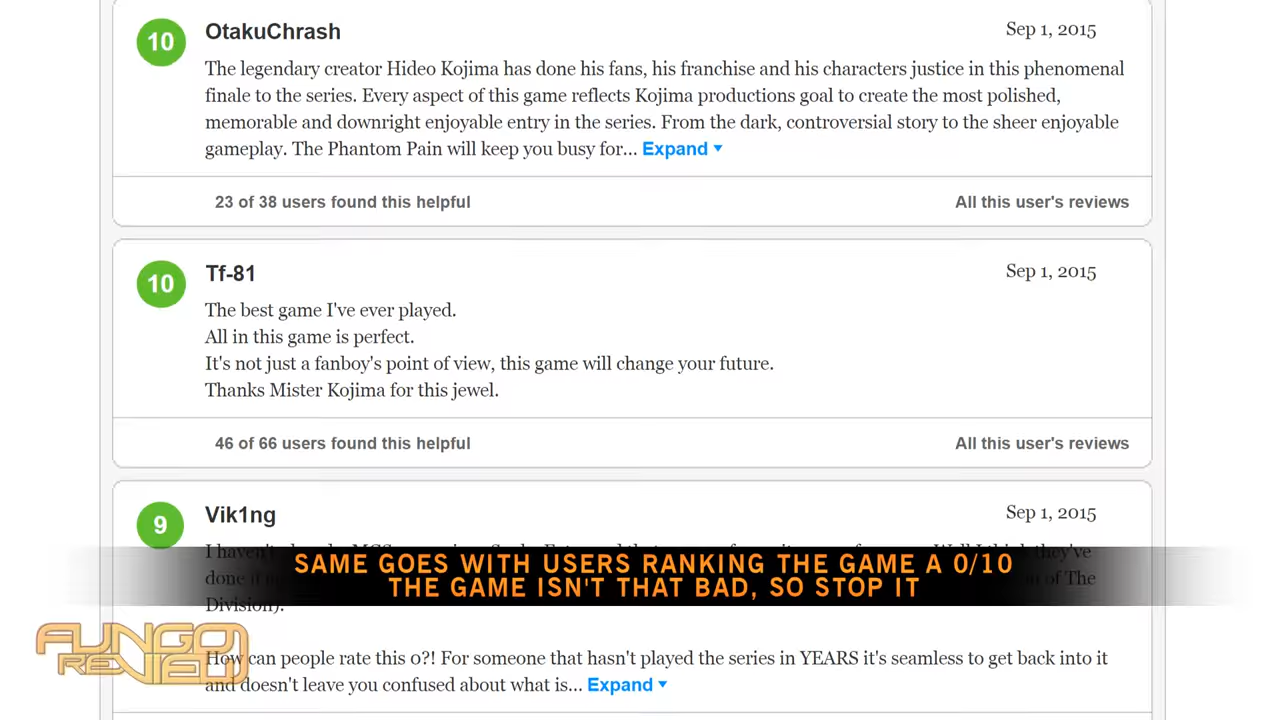 10 OtakuChrash Sep 1, 2015
The legendary creator Hideo Kojima has done his fans, his franchise and his characters justice in this phenomenal
finale to the series. Every aspect of this game reflects Kojima productions goal to create the most polished,
memorable and downright enjoyable entry in the series. From the dark, controversial story to the sheer enjoyable
gameplay. The Phantom Pain will keep you busy for... Expand
23 of 38 users found this helpful All this user's reviews
10 Tf-81 Sep 1, 2015
The best game I've ever played.
All in this game is perfect.
It's not just a fanboy's point of view, this game will change your future.
Thanks Mister Kojima for this jewel.
46 of 66 users found this helpful All this user's reviews
9 Vik1ng Sep 1, 2015
I haven't they've
done of The
Division).
SAME GOES WITH USERS RANKING THE GAME A 0/10
THE GAME ISN'T THAT BAD, SO STOP IT
How can people rate this 0?! For someone that hasn't played the series in YEARS it's seamless to get back into it
and doesn't leave you confused about what is... Expand
FUNGO
REVIEW